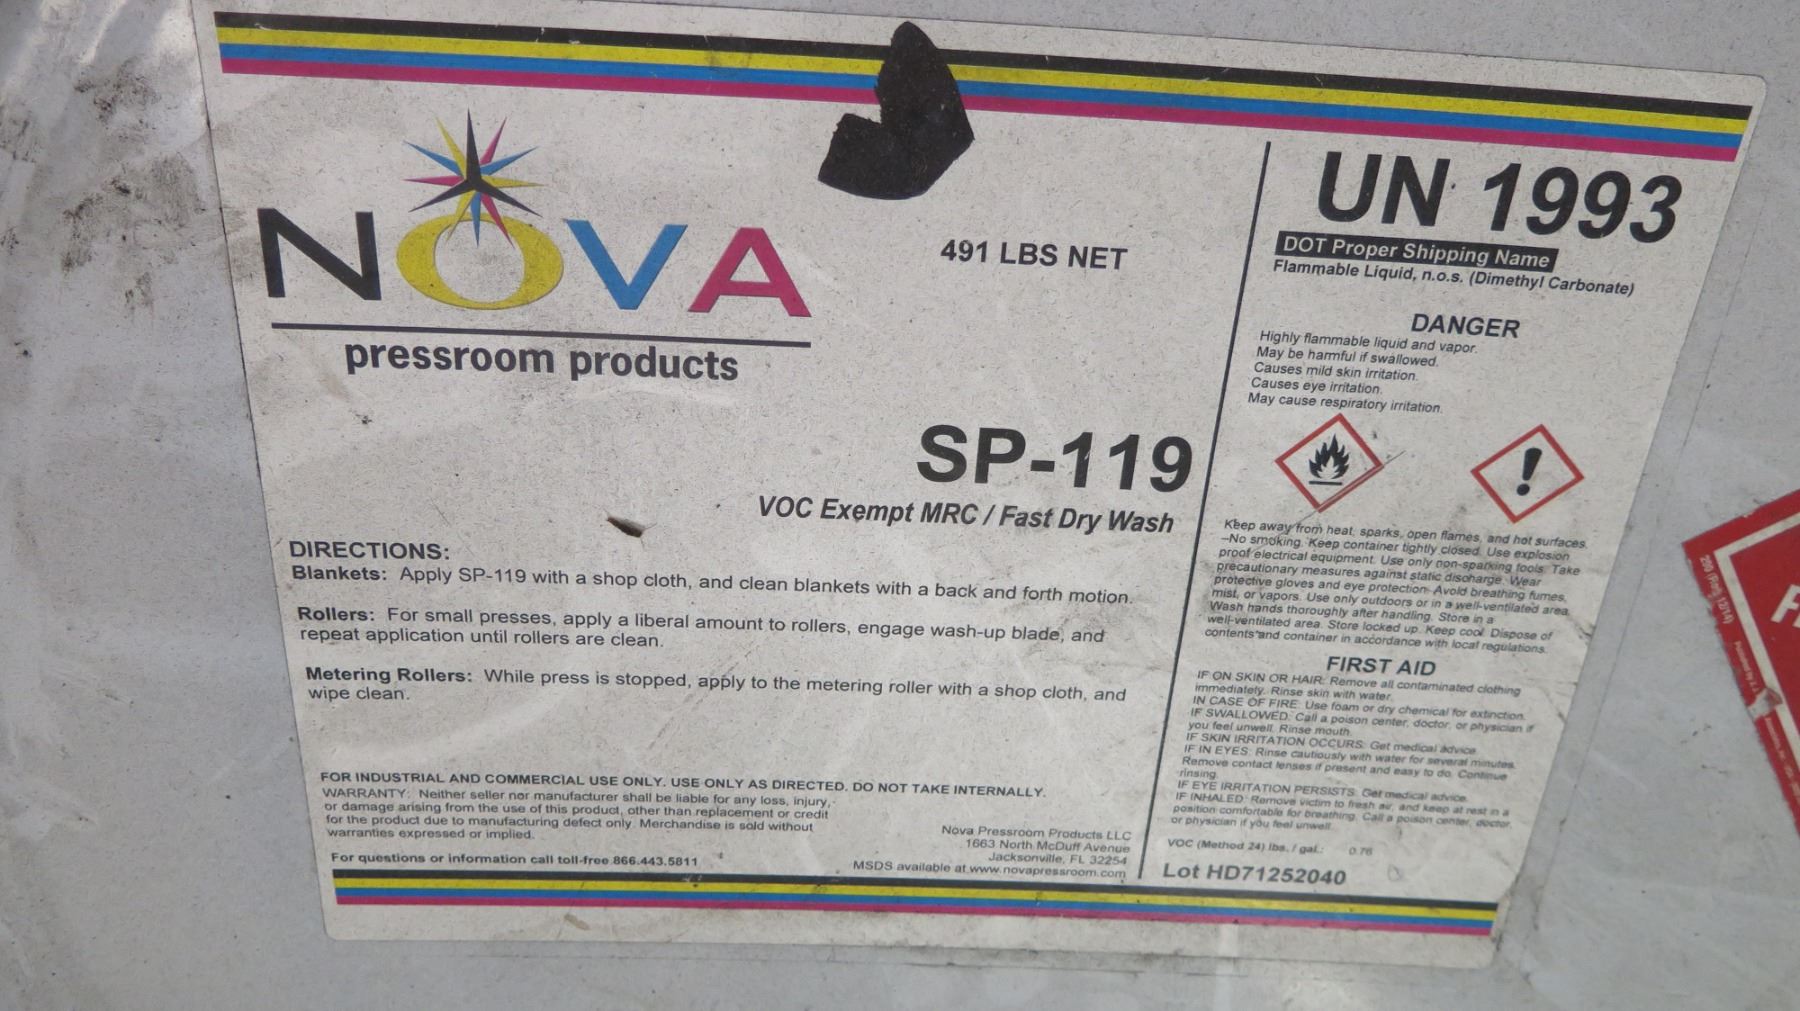 NOVA
pressroom products
491 LBS NET
SP-119
VOC Exempt MRC / Fast Dry Wash
DIRECTIONS:
Blankets: Apply SP-119 with a shop cloth, and clean blankets with a back and forth motion.
Rollers: For small presses, apply a liberal amount to rollers, engage wash-up blade, and
repeat application until rollers are clean.
Metering Rollers: While press is stopped, apply to the metering roller with a shop cloth, and
wipe clean.
FOR INDUSTRIAL AND COMMERCIAL USE ONLY. USE ONLY AS DIRECTED. DO NOT TAKE INTERNALLY.
WARRANTY: Neither seller nor manufacturer shall be liable for any loss, injury,
or damage arising from the use of this product, other than replacement or credit
for the product due to manufacturing defect only. Merchandise is sold without
warranties expressed or implied.
For questions or information call toll-free 866.443.5811
Nova Pressroom Products LLC
1663 North McDuff Avenue
Jacksonville, FL 32254
MSDS available at www.novapressroom.com
UN 1993
DOT Proper Shipping Name
Flammable Liquid, n.o.s. (Dimethyl Carbonate)
DANGER
Highly flammable liquid and vapor.
May be harmful if swallowed.
Causes mild skin irritation.
Causes eye irritation.
May cause respiratory irritation.
Keep away from heat, sparks, open flames, and hot surfaces.
–No smoking. Keep container tightly closed. Use explosion
proof electrical equipment. Use only non-sparking tools. Take
precautionary measures against static discharge. Wear
protective gloves and eye protection. Avoid breathing fumes,
mist, or vapors. Use only outdoors or in a well-ventilated area.
Wash hands thoroughly after handling. Store in a
well-ventilated area. Store locked up. Keep cool. Dispose of
contents and container in accordance with local regulations.
FIRST AID
IF ON SKIN OR HAIR: Remove all contaminated clothing
immediately. Rinse skin with water.
IN CASE OF FIRE: Use foam or dry chemical for extinction.
IF SWALLOWED: Call a poison center, doctor, or physician if
you feel unwell. Rinse mouth.
IF SKIN IRRITATION OCCURS: Get medical advice.
IF IN EYES: Rinse cautiously with water for several minutes.
Remove contact lenses if present and easy to do. Continue
rinsing.
IF EYE IRRITATION PERSISTS: Get medical advice.
IF INHALED: Remove victim to fresh air, and keep at rest in a
position comfortable for breathing. Call a poison center, doctor,
or physician if you feel unwell.
VOC (Method 24) lbs. / gal.: 0.76
Lot HD71252040